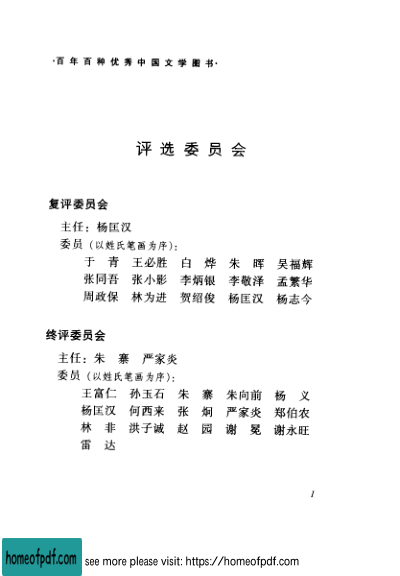 ·百年百种优秀中国文学图书·
评选委员会
复评委员会
主任：杨匡汉
委员（以姓氏笔画为序）：
于　青　王必胜　白　烨　朱　晖　吴福辉
张同吾　张小影　李炳银　李敬泽　孟繁华
周政保　林为进　贺绍俊　杨匡汉　杨志今
终评委员会
主任：朱　寨　严家炎
委员（以姓氏笔画为序）：
王富仁　孙玉石　朱　寨　朱向前　杨　义
杨匡汉　何西来　张　炯　严家炎　郑伯农
林　非　洪子诚　赵　园　谢　冕　谢永旺
雷　达
1
homeofpdf.com see more please visit: https://homeofpdf.com